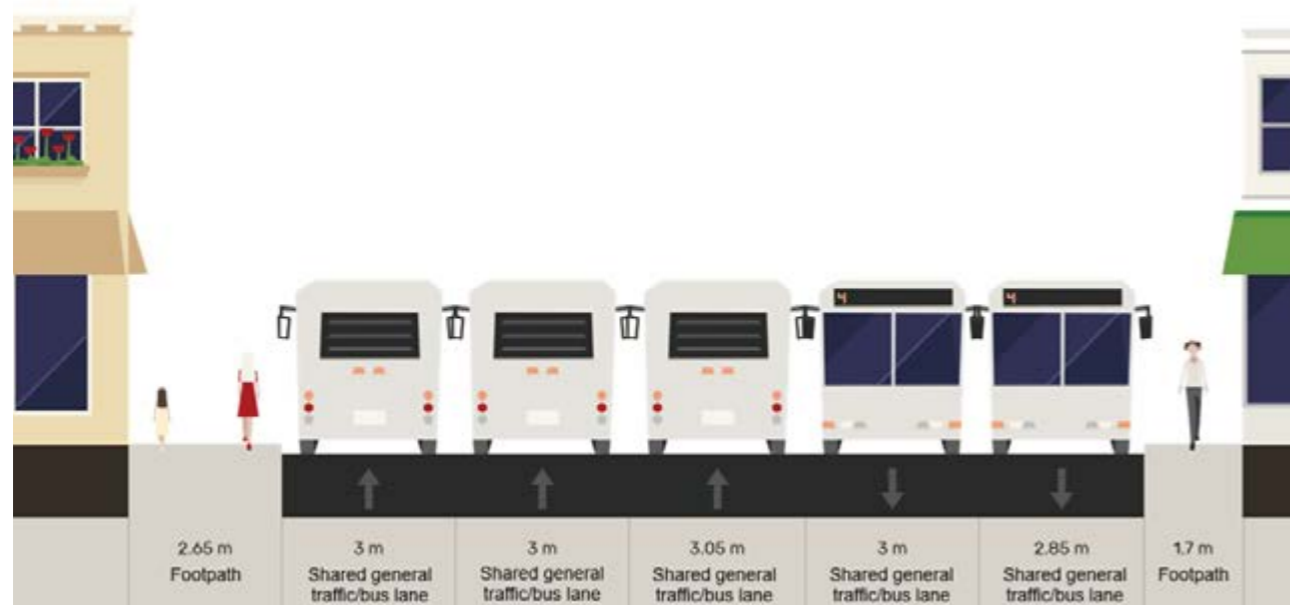 4
4
2.65 m
Footpath
3 m
Shared general
traffic/bus lane
3 m
Shared general
traffic/bus lane
3.05 m
Shared general
traffic/bus lane
3 m
Shared general
traffic/bus lane
2.85 m
Shared general
traffic/bus lane
1.7 m
Footpath